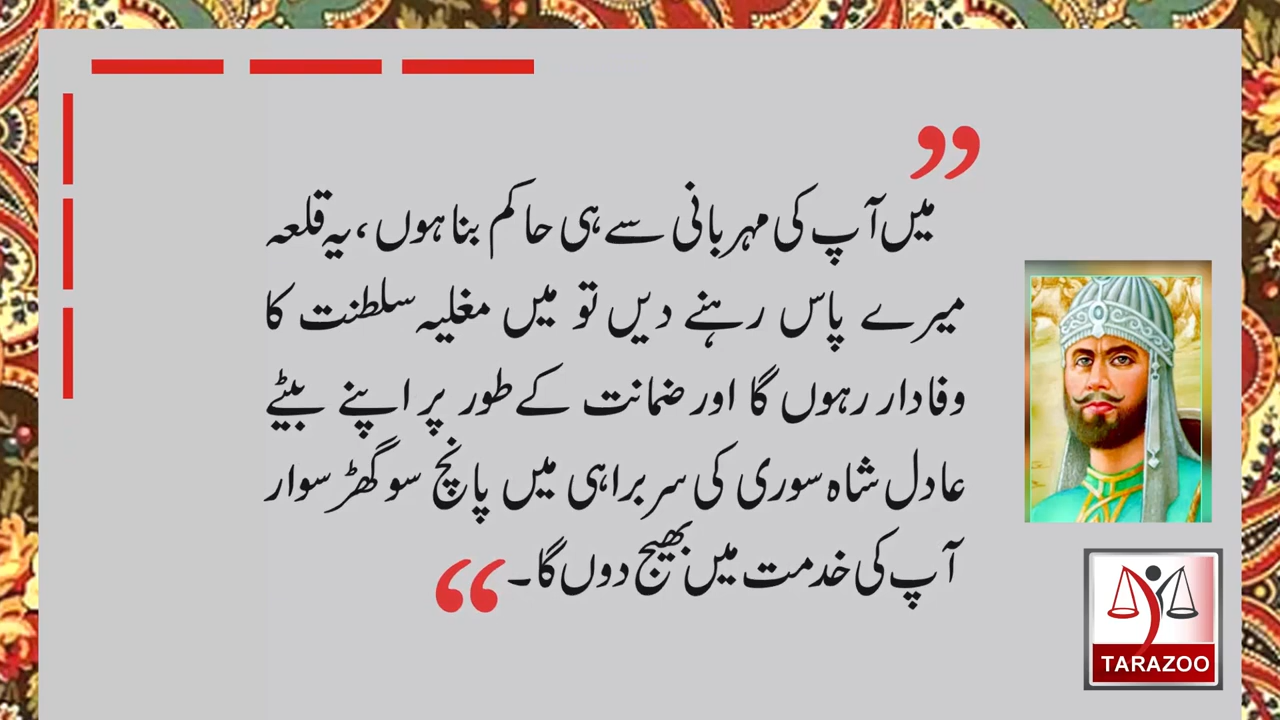 ”
میں آپ کی مہربانی سے ہی حاکم بنا ہوں، یہ قلعہ
میرے پاس رہنے دیں تو میں مغلیہ سلطنت کا
وفادار رہوں گا اور ضمانت کے طور پر اپنے بیٹے
عادل شاہ سوری کی سربراہی میں پانچ سو گھڑ سوار
آپ کی خدمت میں بھیج دوں گا۔ “
TARAZOO